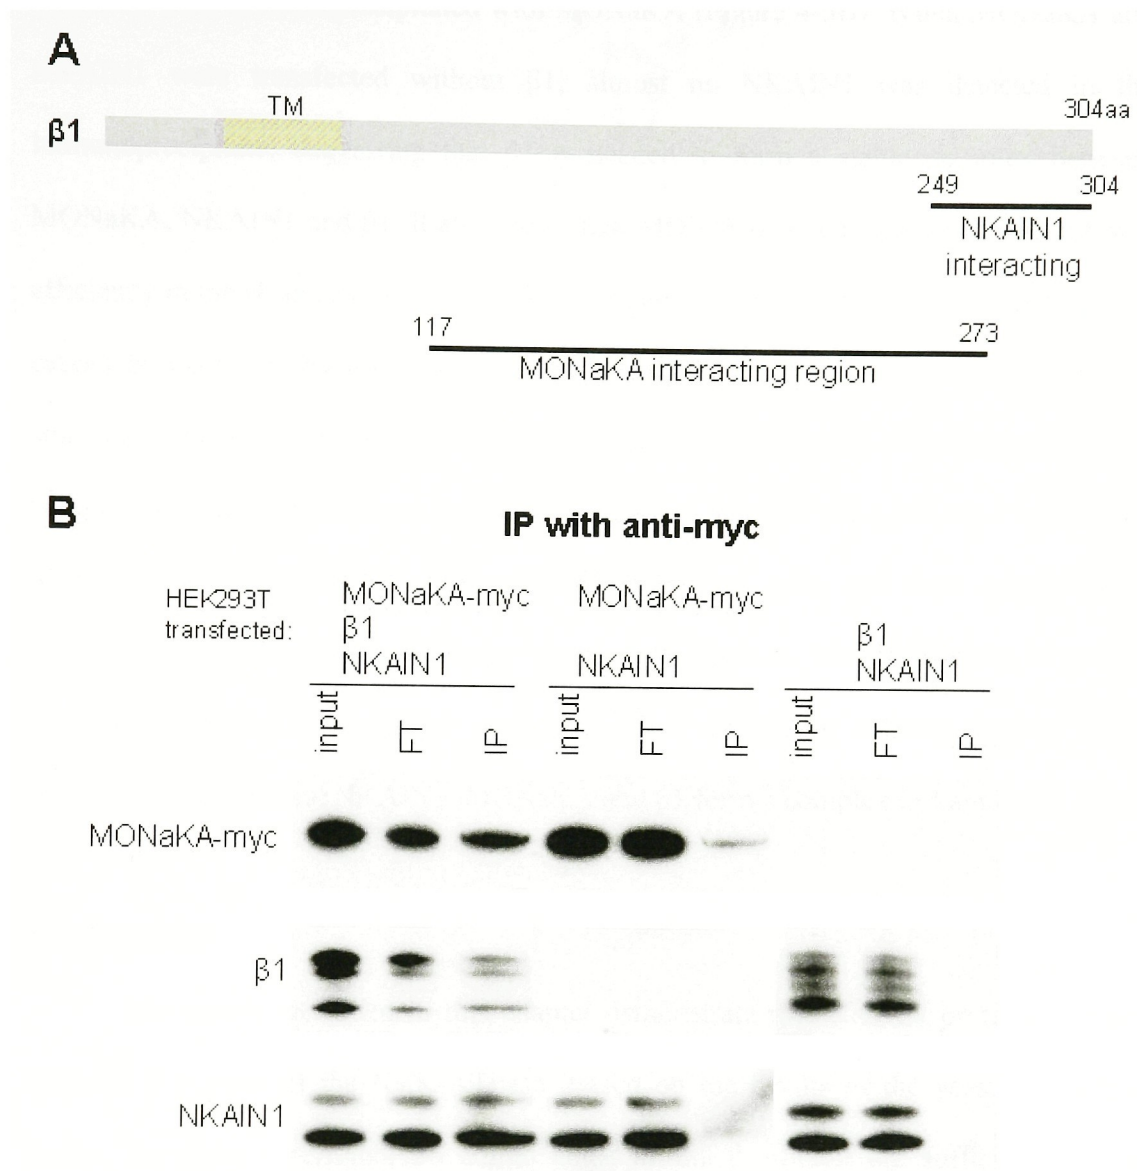 A
TM
304aa
β1
249 304
NKAIN1
interacting
117 273
MONaKA interacting region
B
IP with anti-myc
HEK293T
transfected:
MONaKA-myc
β1
NKAIN1
MONaKA-myc
NKAIN1
β1
NKAIN1
input FT IP input FT IP input FT IP
MONaKA-myc
β1
NKAIN1